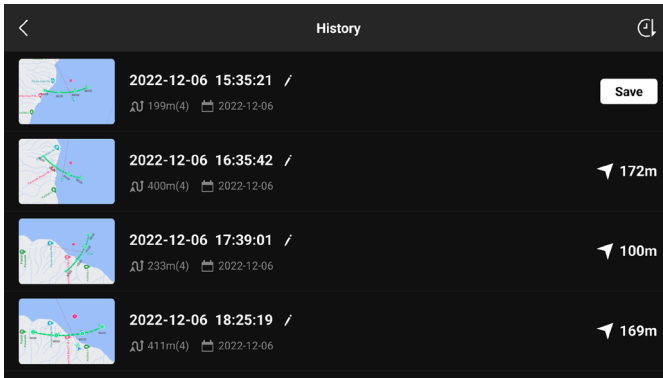 History
2022-12-06 15:35:21
199m(4) 2022-12-06
Save
2022-12-06 16:35:42
400m(4) 2022-12-06
172m
2022-12-06 17:39:01
233m(4) 2022-12-06
100m
2022-12-06 18:25:19
411m(4) 2022-12-06
169m